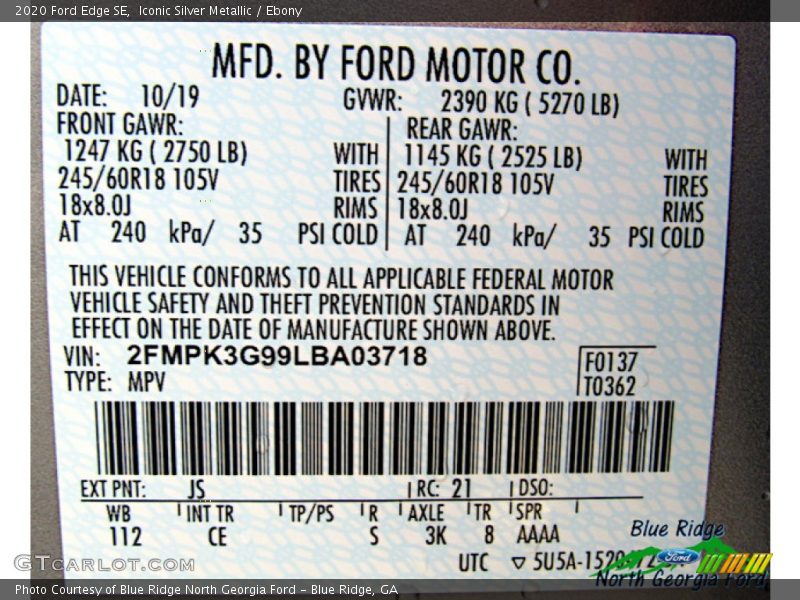 2020 Ford Edge SE, Iconic Silver Metallic / Ebony
MFD. BY FORD MOTOR CO.
DATE: 10/19 GVWR: 2390 KG ( 5270 LB)
FRONT GAWR: REAR GAWR:
1247 KG ( 2750 LB) WITH 1145 KG ( 2525 LB) WITH
245/60R18 105V TIRES 245/60R18 105V TIRES
18x8.0J RIMS 18x8.0J RIMS
AT 240 kPa/ 35 PSI COLD AT 240 kPa/ 35 PSI COLD
THIS VEHICLE CONFORMS TO ALL APPLICABLE FEDERAL MOTOR
VEHICLE SAFETY AND THEFT PREVENTION STANDARDS IN
EFFECT ON THE DATE OF MANUFACTURE SHOWN ABOVE.
VIN: 2FMPK3G99LBA03718 F0137
TYPE: MPV T0362
EXT PNT: JS RC: 21 DSO:
WB INT TR TP/PS R AXLE TR SPR
112 CE S 3K 8 AAAA
UTC ▽ 5U5A-1520
Blue Ridge
Ford
North Georgia Ford
GTCARLOT.COM
Photo Courtesy of Blue Ridge North Georgia Ford – Blue Ridge, GA